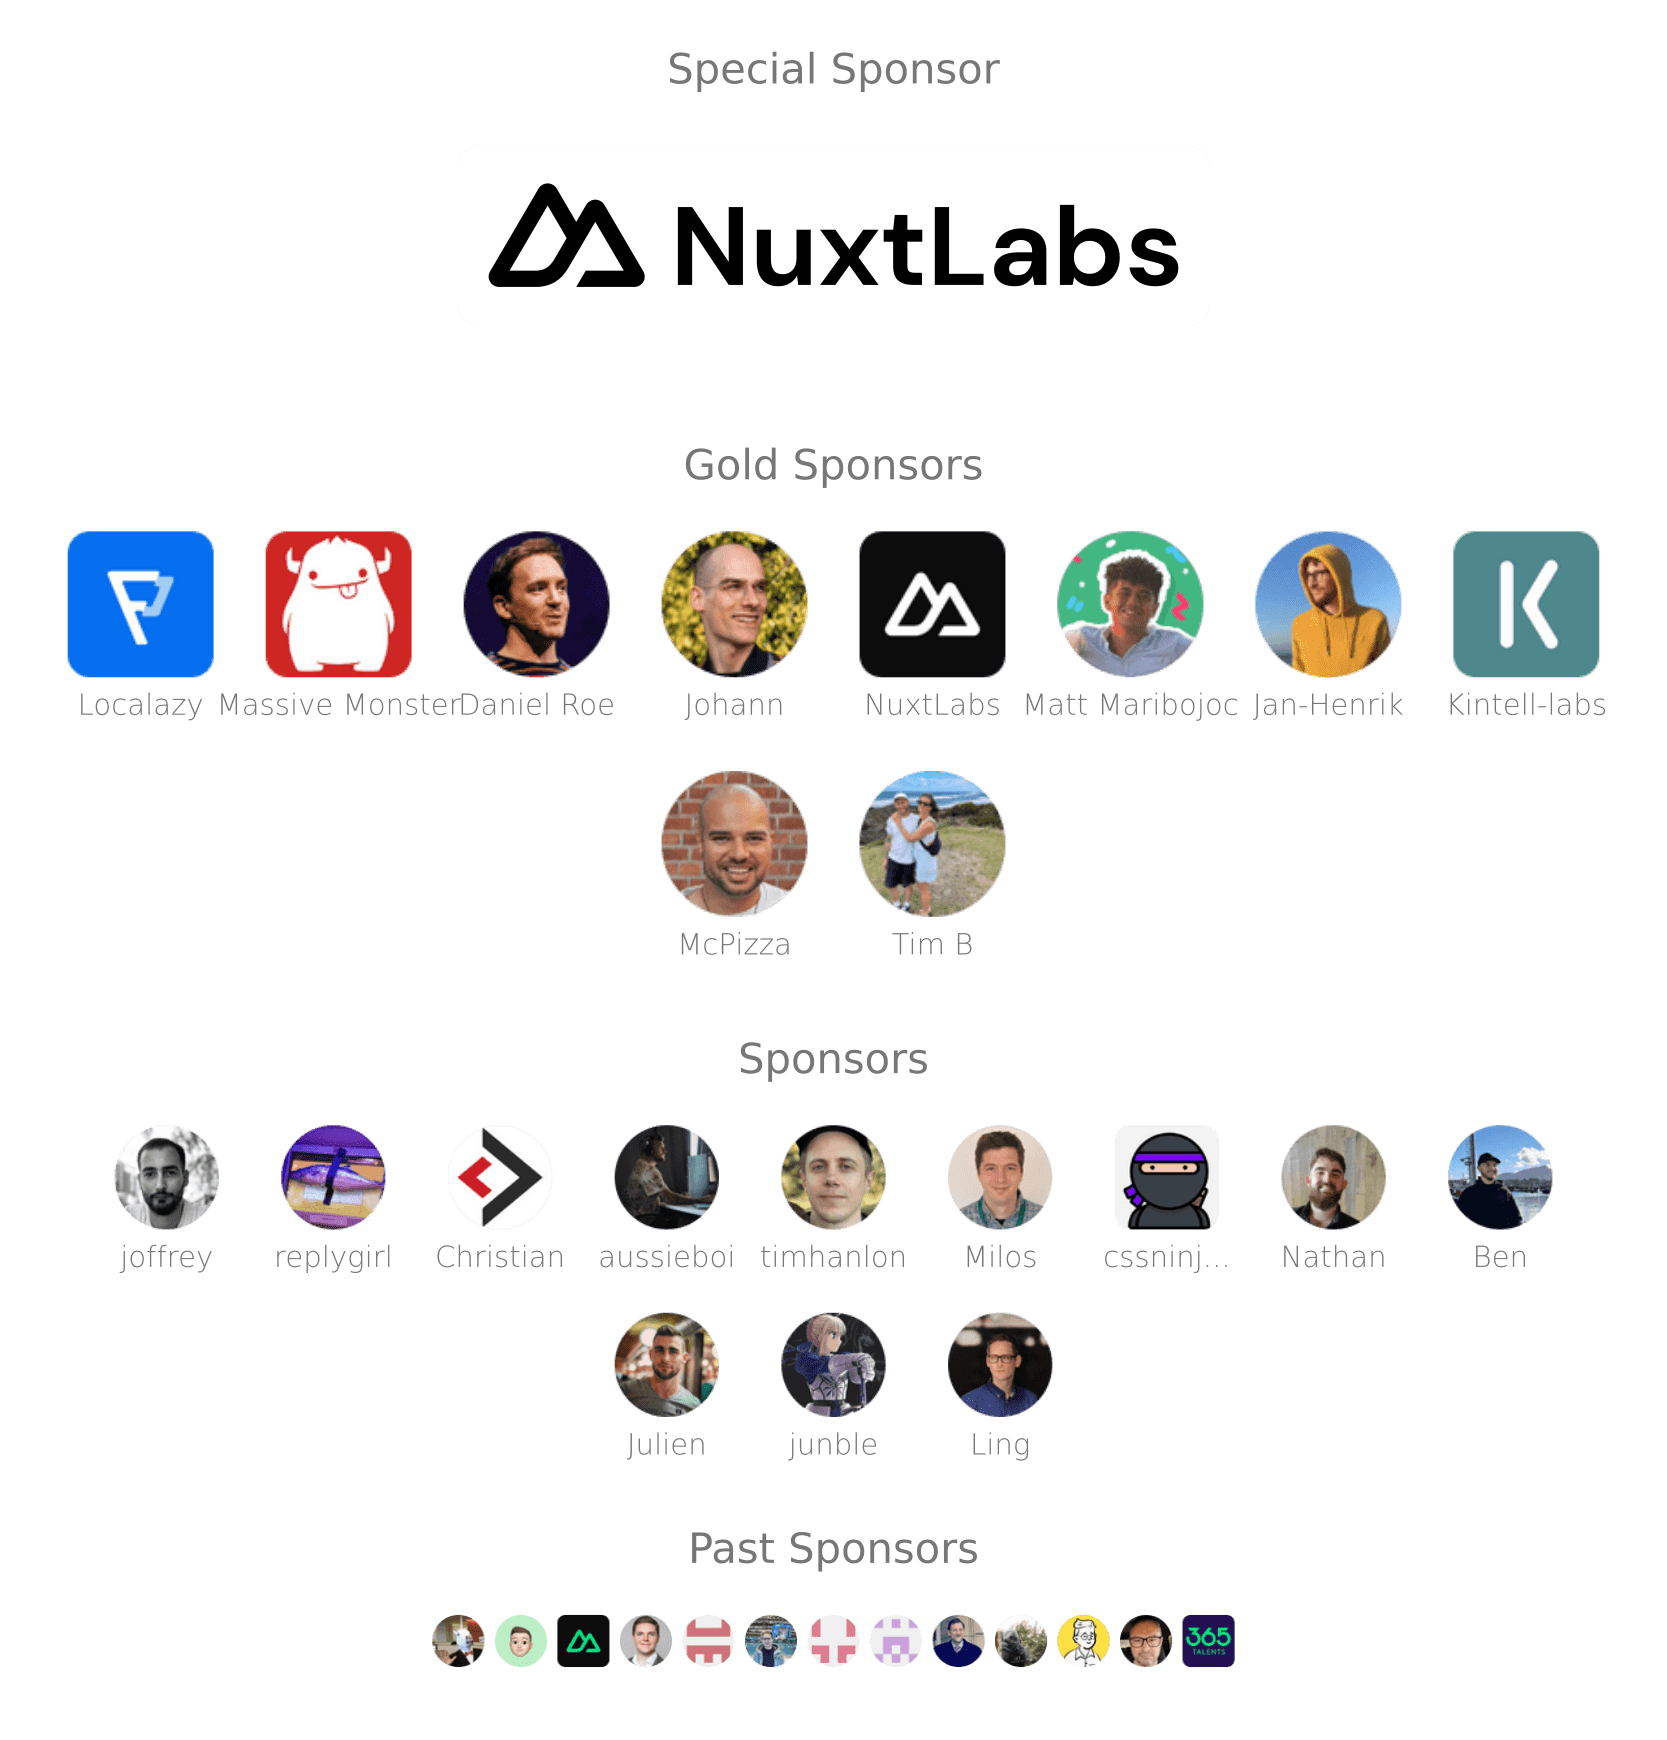 Special Sponsor
NuxtLabs
Gold Sponsors
Localazy Massive Monster Daniel Roe Johann NuxtLabs Matt Maribojoc Jan-Henrik Kintell-labs
McPizza Tim B
Sponsors
joffrey replygirl Christian aussieboi timhanlon Milos cssninj... Nathan Ben
Julien junble Ling
Past Sponsors
365
TALENTS